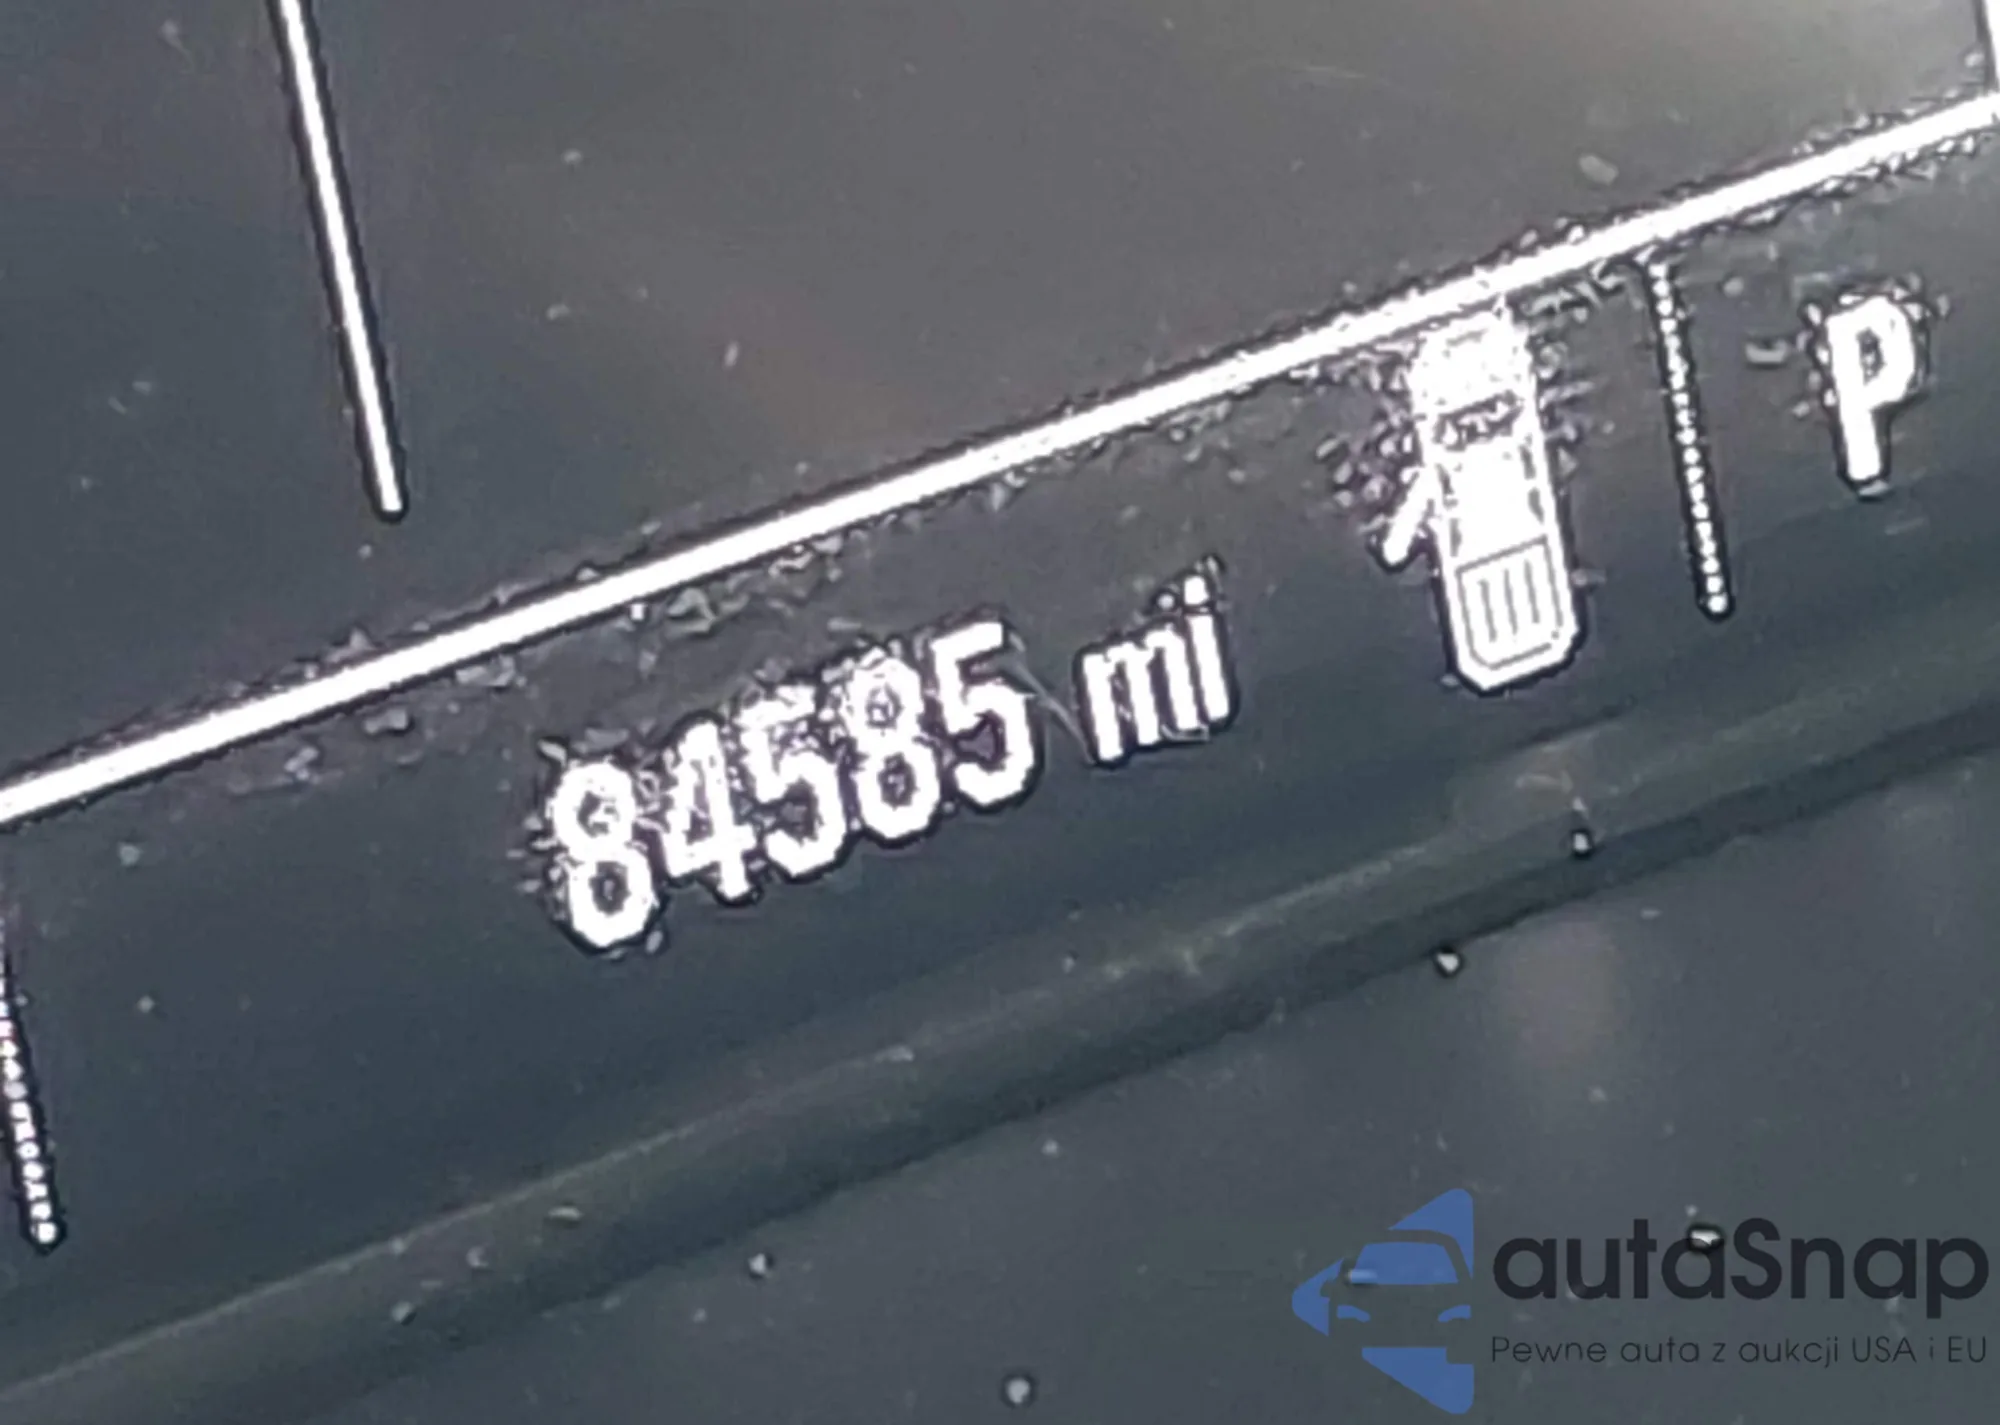 P
84585 mi
autaSnap
Pewne auta z aukcji USA i EU